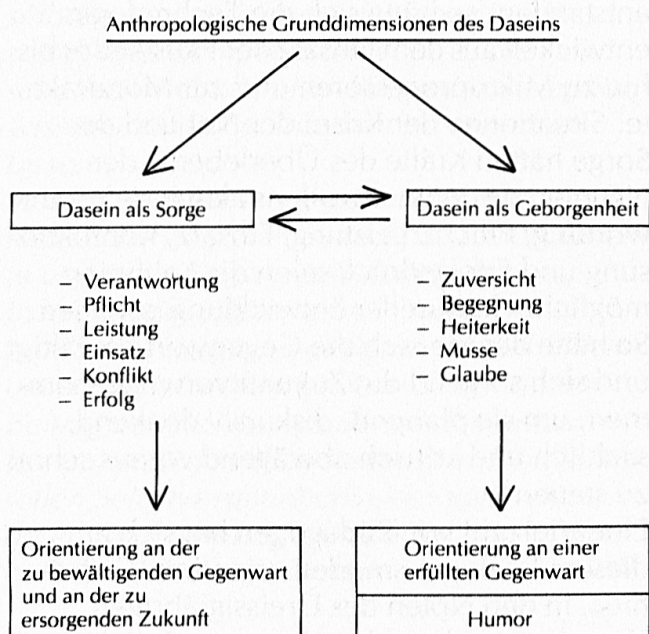 Anthropologische Grunddimensionen des Daseins
Dasein als Sorge
Dasein als Geborgenheit
– Verantwortung
– Pflicht
– Leistung
– Einsatz
– Konflikt
– Erfolg
– Zuversicht
– Begegnung
– Heiterkeit
– Musse
– Glaube
Orientierung an der
zu bewältigenden Gegenwart
und an der zu
ersorgenden Zukunft
Orientierung an einer
erfüllten Gegenwart
Humor